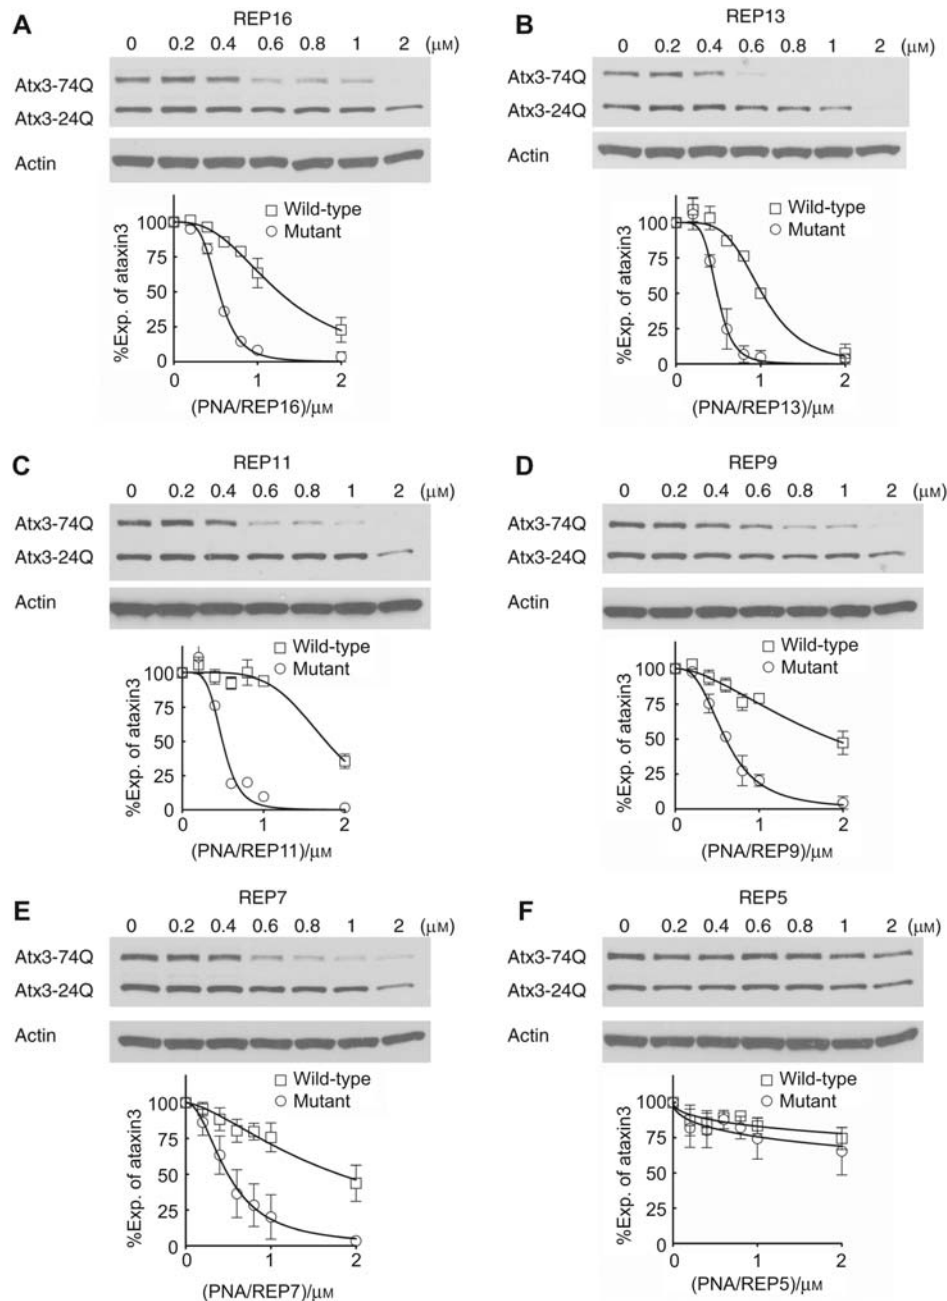 A
REP16
0 0.2 0.4 0.6 0.8 1 2 (μM)
Atx3-74Q
Atx3-24Q
Actin
Wild-type
Mutant
%Exp. of ataxin3
100
75
50
25
0
0 1 2
(PNA/REP16)/μM
B
REP13
0 0.2 0.4 0.6 0.8 1 2 (μM)
Atx3-74Q
Atx3-24Q
Actin
Wild-type
Mutant
%Exp. of ataxin3
100
75
50
25
0
0 1 2
(PNA/REP13)/μM
C
REP11
0 0.2 0.4 0.6 0.8 1 2 (μM)
Atx3-74Q
Atx3-24Q
Actin
Wild-type
Mutant
%Exp. of ataxin3
100
75
50
25
0
0 1 2
(PNA/REP11)/μM
D
REP9
0 0.2 0.4 0.6 0.8 1 2 (μM)
Atx3-74Q
Atx3-24Q
Actin
Wild-type
Mutant
%Exp. of ataxin3
100
75
50
25
0
0 1 2
(PNA/REP9)/μM
E
REP7
0 0.2 0.4 0.6 0.8 1 2 (μM)
Atx3-74Q
Atx3-24Q
Actin
Wild-type
Mutant
%Exp. of ataxin3
100
75
50
25
0
0 1 2
(PNA/REP7)/μM
F
REP5
0 0.2 0.4 0.6 0.8 1 2 (μM)
Atx3-74Q
Atx3-24Q
Actin
Wild-type
Mutant
%Exp. of ataxin3
100
75
50
25
0
0 1 2
(PNA/REP5)/μM